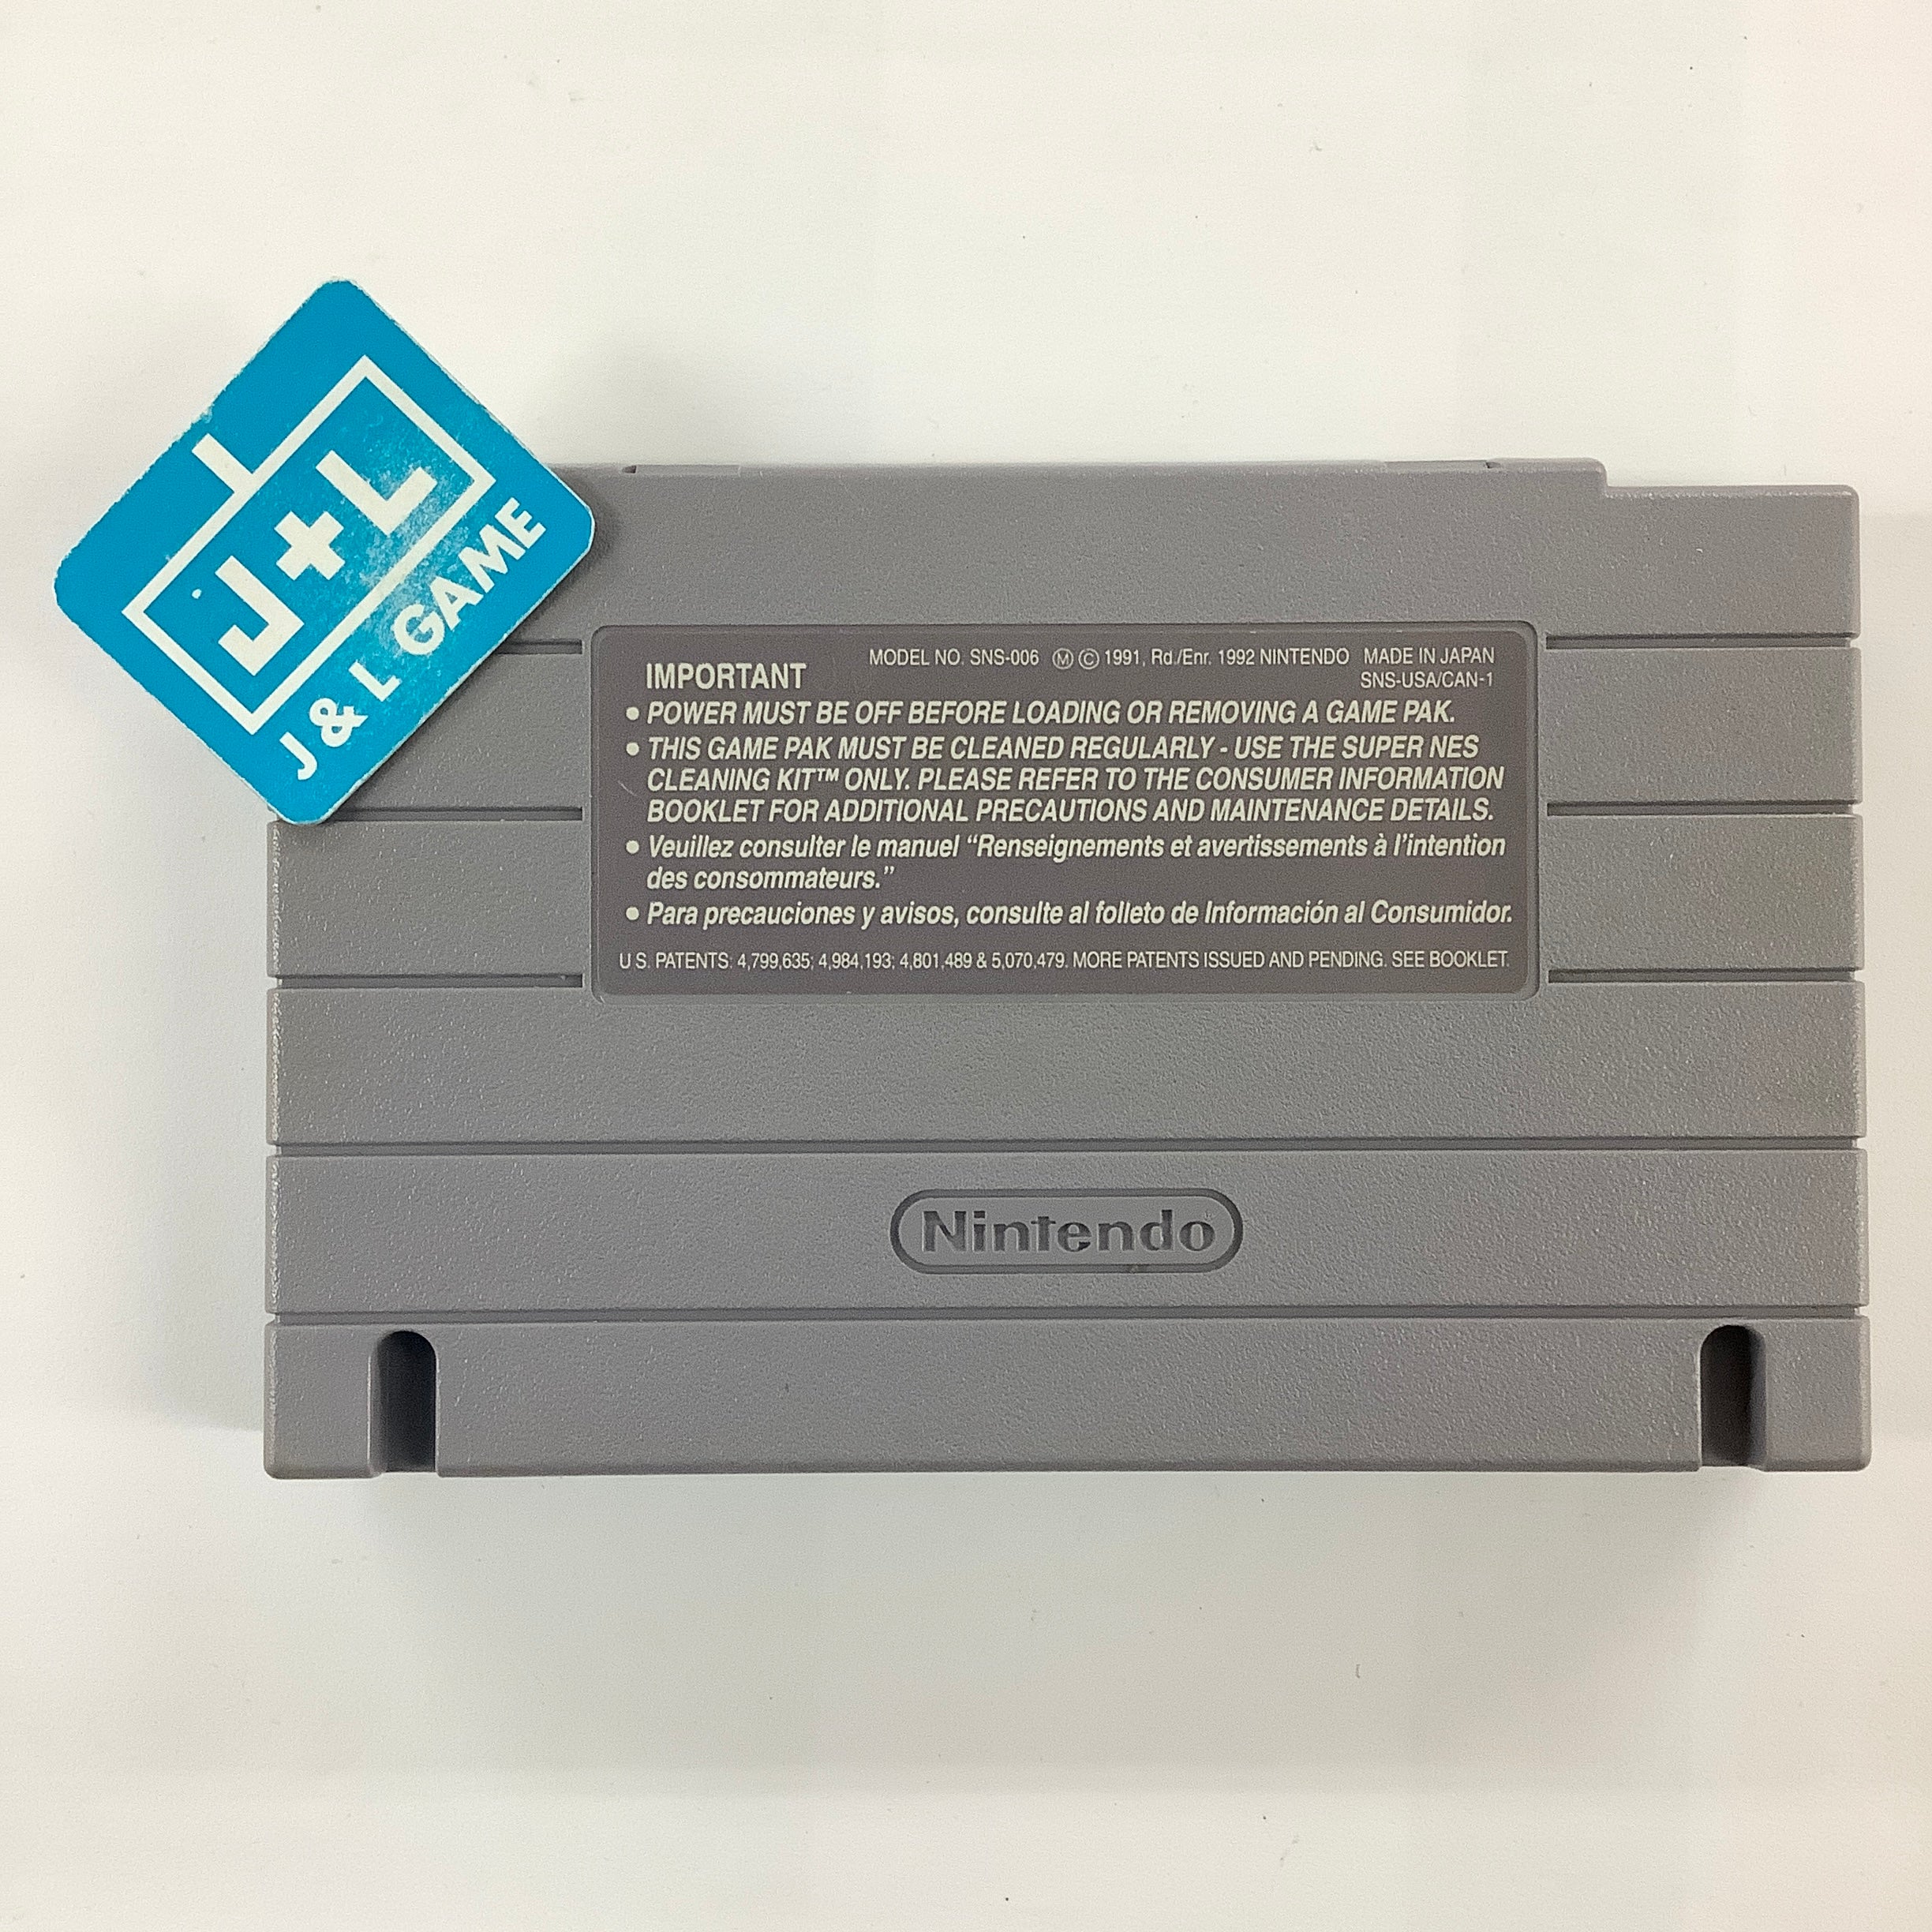 J+L
J & L GAME
IMPORTANT
MODEL NO. SNS-006 Ⓜ © 1991, Rd./Enr. 1992 NINTENDO MADE IN JAPAN
SNS-USA/CAN-1
• POWER MUST BE OFF BEFORE LOADING OR REMOVING A GAME PAK.
• THIS GAME PAK MUST BE CLEANED REGULARLY - USE THE SUPER NES
CLEANING KIT™ ONLY. PLEASE REFER TO THE CONSUMER INFORMATION
BOOKLET FOR ADDITIONAL PRECAUTIONS AND MAINTENANCE DETAILS.
• Veuillez consulter le manuel “Renseignements et avertissements à l’intention
des consommateurs.”
• Para precauciones y avisos, consulte al folleto de Información al Consumidor.
U S. PATENTS: 4,799,635; 4,984,193; 4,801,489 & 5,070,479. MORE PATENTS ISSUED AND PENDING. SEE BOOKLET.
Nintendo